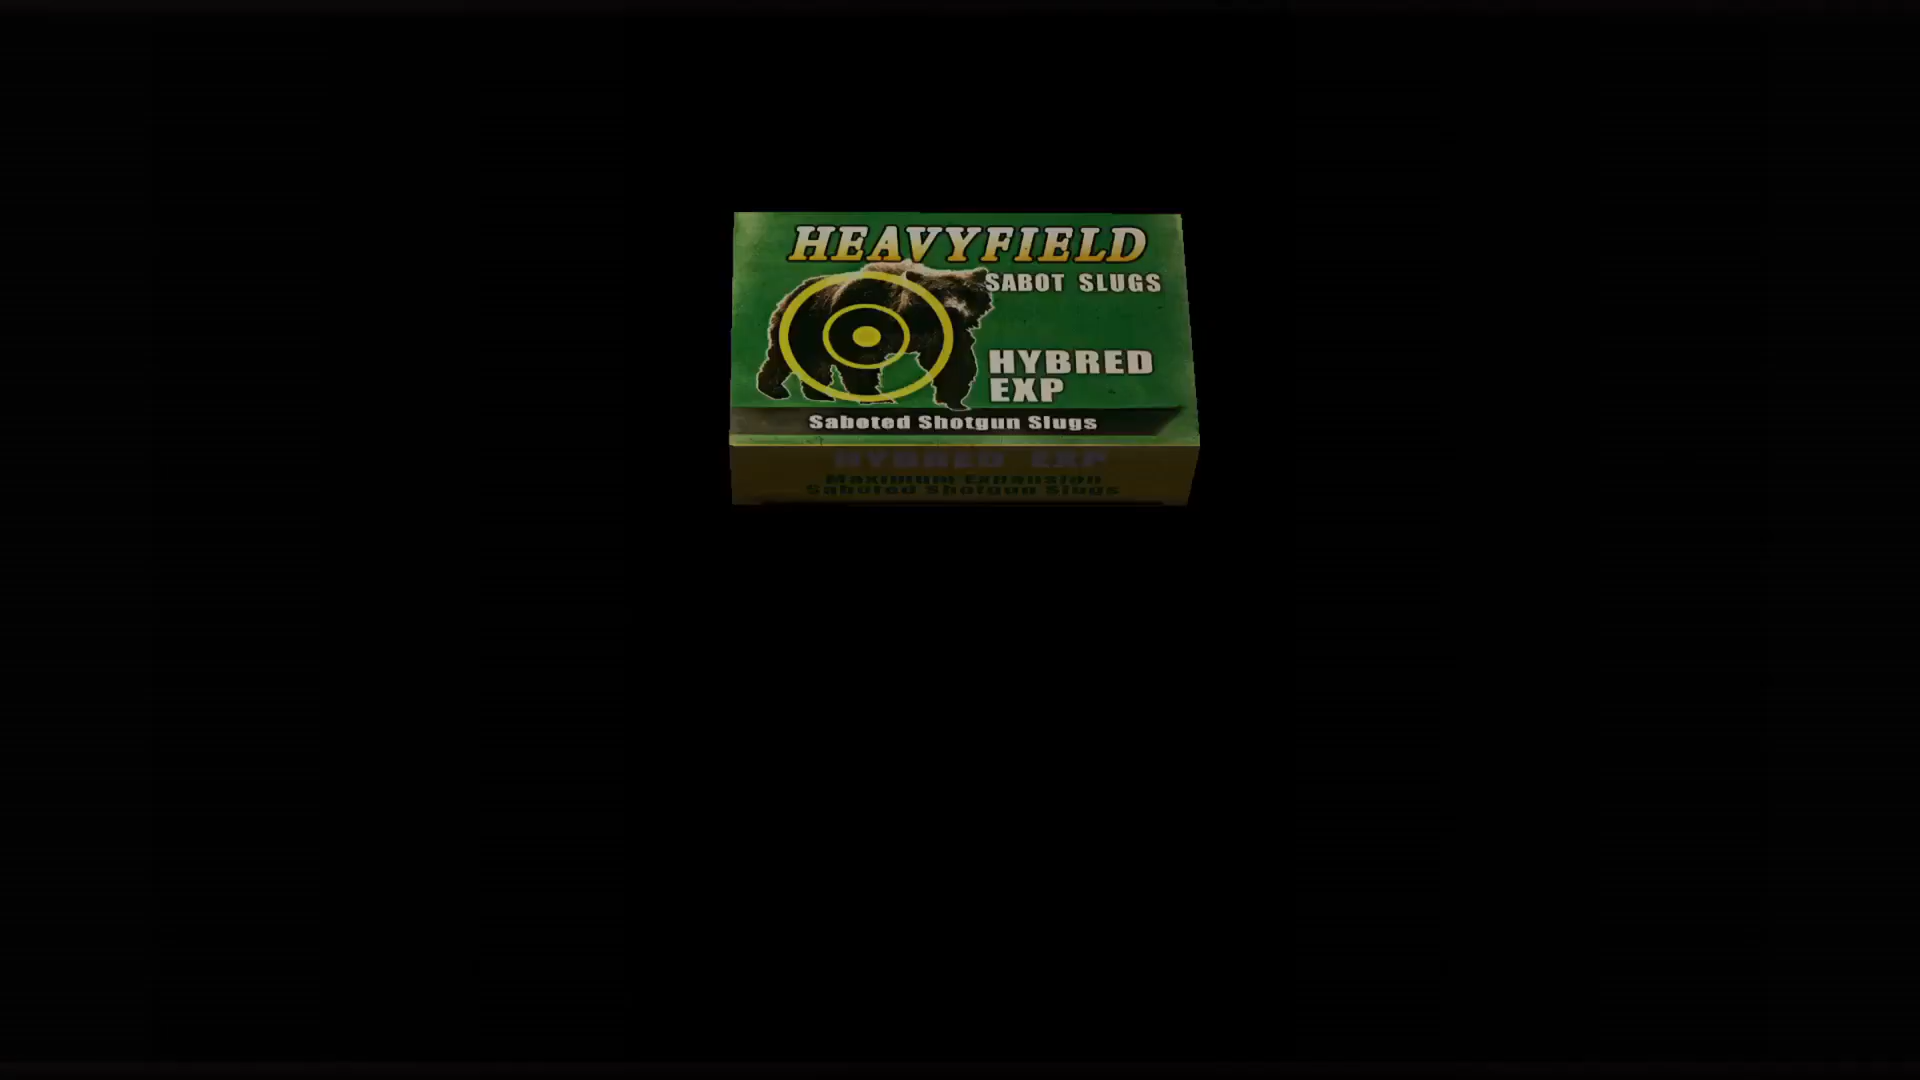 HEAVYFIELD
SABOT SLUGS
HYBRED
EXP
Saboted Shotgun Slugs
HYBRED EXP
Maximum Expansion
Saboted Shotgun Slugs